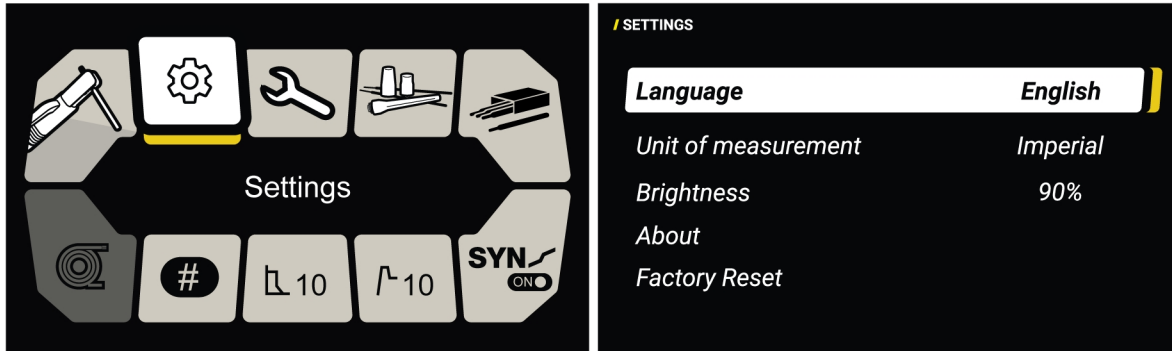 Settings
#
10
10
SYN
ON
/ SETTINGS
Language English
Unit of measurement Imperial
Brightness 90%
About
Factory Reset